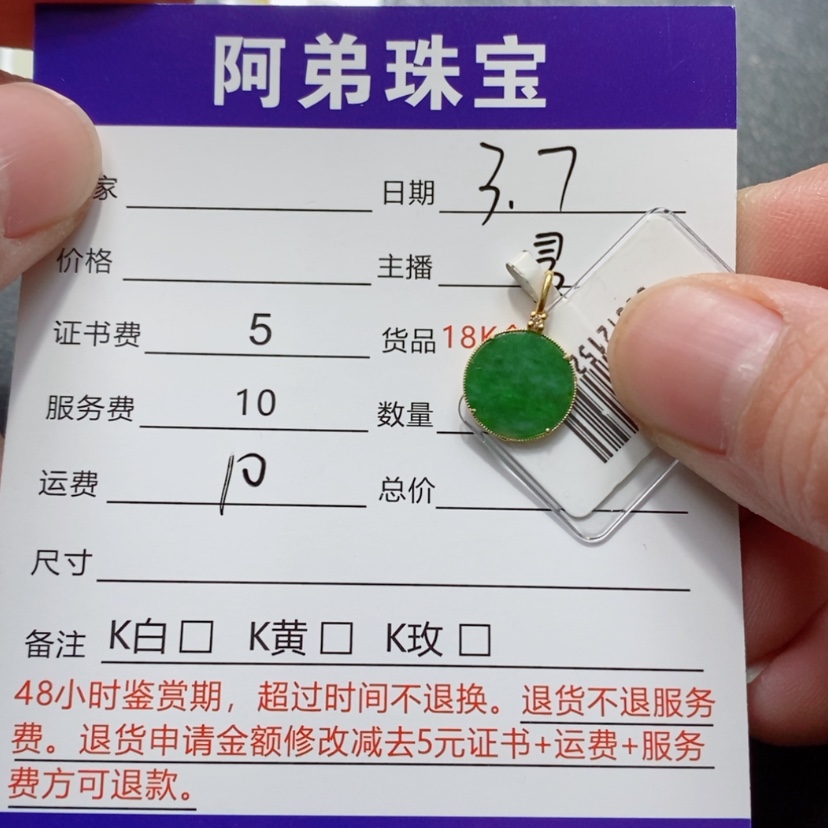 阿弟珠宝
家 日期 3.7
价格 主播
证书费 5 货品 18K
服务费 10 数量
运费 10 总价
尺寸
备注 K白□ K黄□ K玫□
48小时鉴赏期，超过时间不退换。退货不退服务
费。退货申请金额修改减去5元证书+运费+服务
费方可退款。